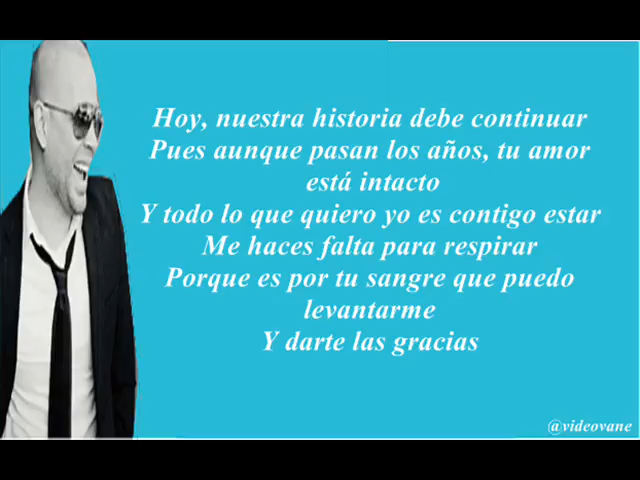 Hoy, nuestra historia debe continuar
Pues aunque pasan los años, tu amor
está intacto
Y todo lo que quiero yo es contigo estar
Me haces falta para respirar
Porque es por tu sangre que puedo
levantarme
Y darte las gracias
@videovane